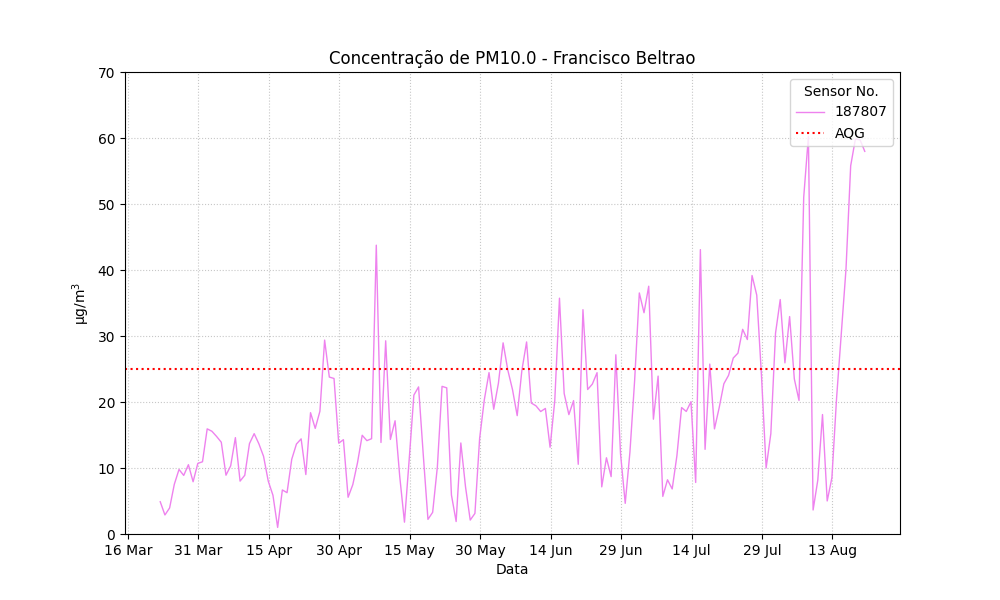 Concentração de PM10.0 - Francisco Beltrao
Sensor No.
187807
AQG
70
60
50
40
30
20
10
0
µg/m³
16 Mar 31 Mar 15 Apr 30 Apr 15 May 30 May 14 Jun 29 Jun 14 Jul 29 Jul 13 Aug
Data